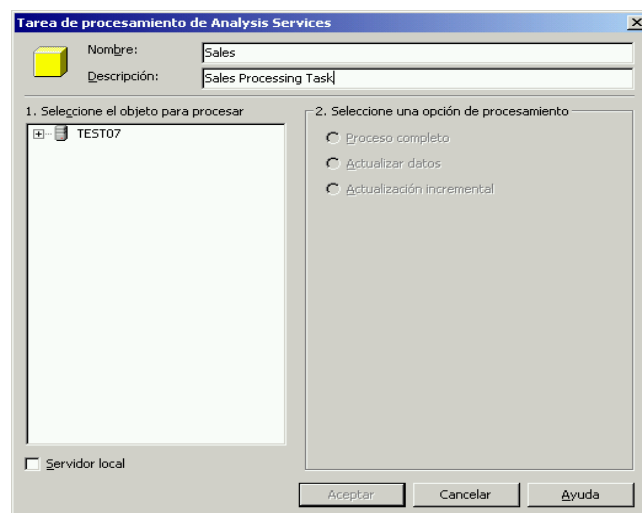 Tarea de procesamiento de Analysis Services
Nombre: Sales
Descripción: Sales Processing Task
1. Seleccione el objeto para procesar
TEST07
Servidor local
2. Seleccione una opción de procesamiento
Proceso completo
Actualizar datos
Actualización incremental
Aceptar Cancelar Ayuda